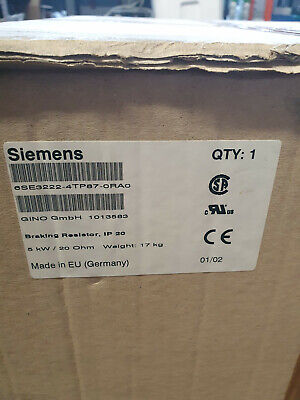 Siemens QTY: 1
6SE3222-4TP87-0RA0
GINO GmbH 1013583
Braking Resistor, IP 20
5 kW / 20 Ohm Weight: 17 kg
Made in EU (Germany) 01/02